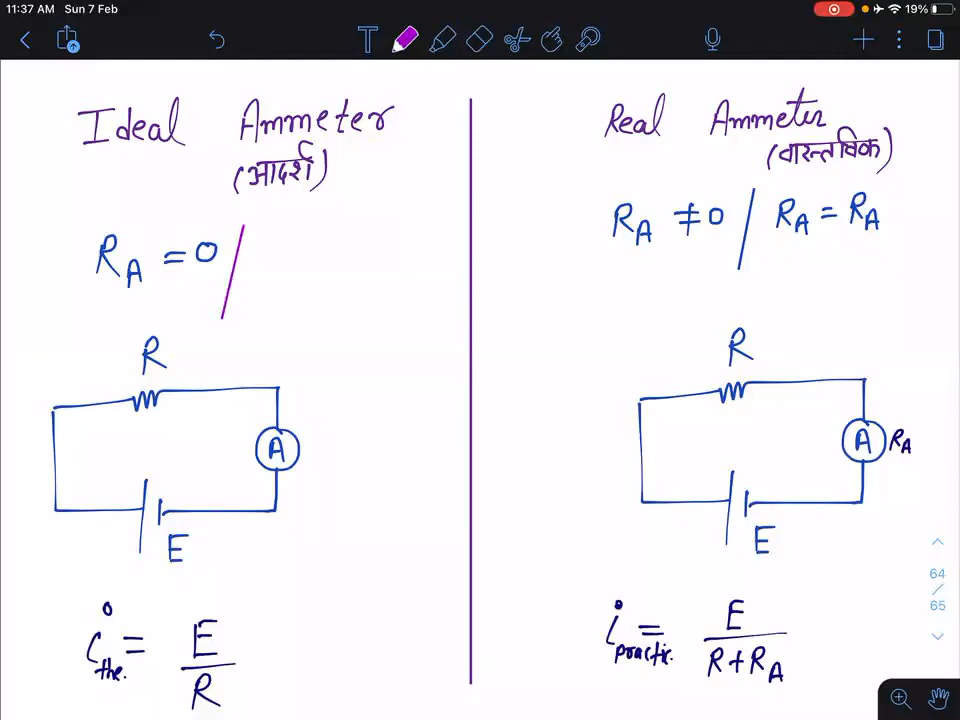 11:37 AM Sun 7 Feb
19%
T
Ideal Ammeter
(आदर्श)
R_A = 0 /
R
A
E
i_the. = E/R
Real Ammeter
(वास्तविक)
R_A ≠ 0 / R_A = R_A
R
A R_A
E
i_practic. = E/(R+R_A)
64
/
65